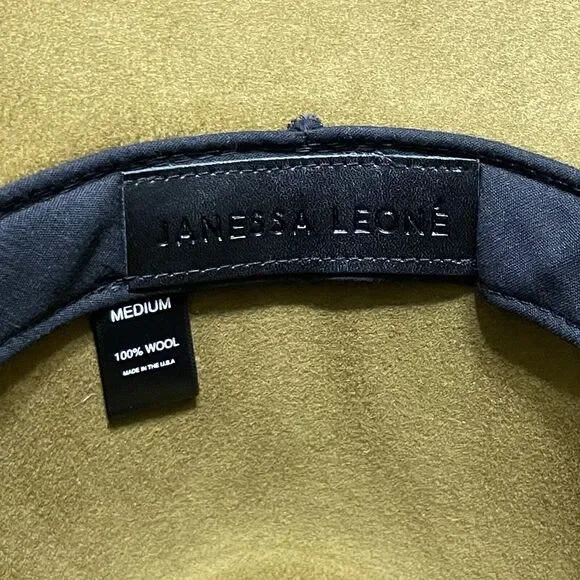 JANESSA LEONÉ
MEDIUM
100% WOOL
MADE IN THE U.S.A